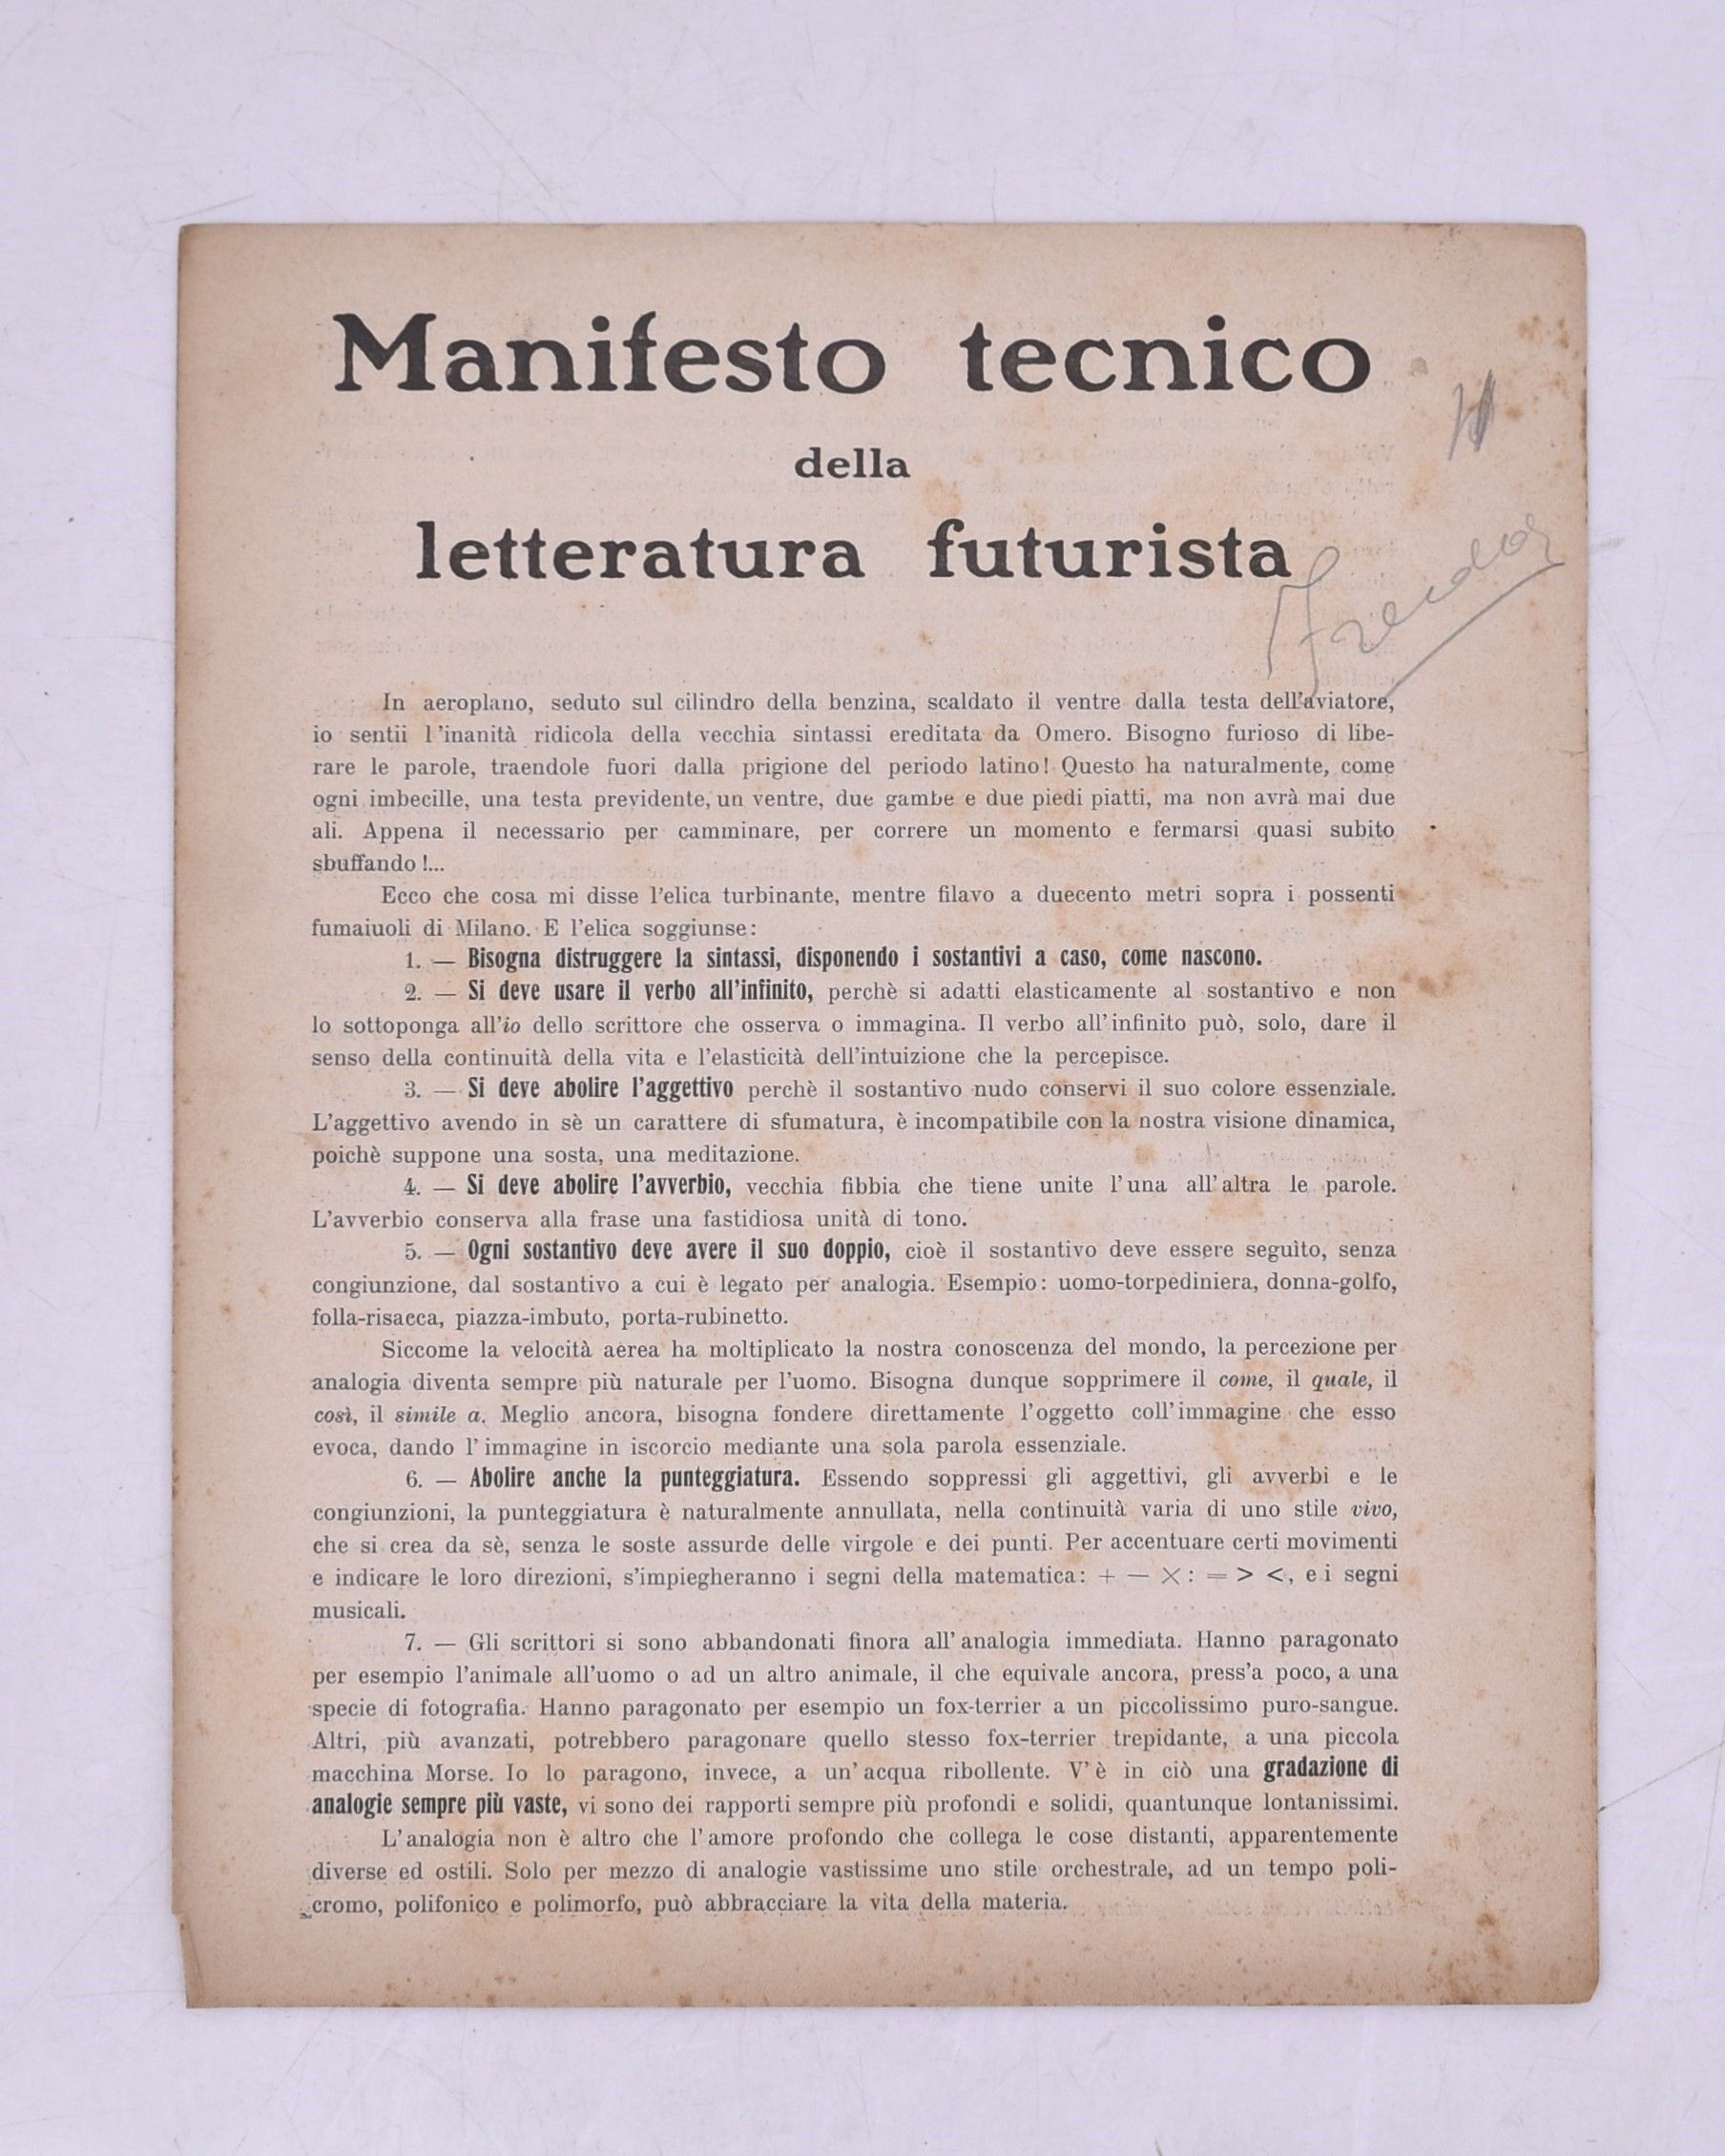 Manifesto tecnico
della
letteratura futurista
In aeroplano, seduto sul cilindro della benzina, scaldato il ventre dalla testa dell'aviatore,
io sentii l'inanità ridicola della vecchia sintassi ereditata da Omero. Bisogno furioso di libe-
rare le parole, traendole fuori dalla prigione del periodo latino! Questo ha naturalmente, come
ogni imbecille, una testa previdente, un ventre, due gambe e due piedi piatti, ma non avrà mai due
ali. Appena il necessario per camminare, per correre un momento e fermarsi quasi subito
sbuffando !...
Ecco che cosa mi disse l'elica turbinante, mentre filavo a duecento metri sopra i possenti
fumaiuoli di Milano. E l'elica soggiunse:
1. — Bisogna distruggere la sintassi, disponendo i sostantivi a caso, come nascono.
2. — Si deve usare il verbo all'infinito, perchè si adatti elasticamente al sostantivo e non
lo sottoponga all'io dello scrittore che osserva o immagina. Il verbo all'infinito può, solo, dare il
senso della continuità della vita e l'elasticità dell'intuizione che la percepisce.
3. — Si deve abolire l'aggettivo perchè il sostantivo nudo conservi il suo colore essenziale.
L'aggettivo avendo in sè un carattere di sfumatura, è incompatibile con la nostra visione dinamica,
poichè suppone una sosta, una meditazione.
4. — Si deve abolire l'avverbio, vecchia fibbia che tiene unite l'una all'altra le parole.
L'avverbio conserva alla frase una fastidiosa unità di tono.
5. — Ogni sostantivo deve avere il suo doppio, cioè il sostantivo deve essere seguìto, senza
congiunzione, dal sostantivo a cui è legato per analogia. Esempio: uomo-torpediniera, donna-golfo,
folla-risacca, piazza-imbuto, porta-rubinetto.
Siccome la velocità aerea ha moltiplicato la nostra conoscenza del mondo, la percezione per
analogia diventa sempre più naturale per l'uomo. Bisogna dunque sopprimere il come, il quale, il
così, il simile a. Meglio ancora, bisogna fondere direttamente l'oggetto coll'immagine che esso
evoca, dando l'immagine in iscorcio mediante una sola parola essenziale.
6. — Abolire anche la punteggiatura. Essendo soppressi gli aggettivi, gli avverbi e le
congiunzioni, la punteggiatura è naturalmente annullata, nella continuità varia di uno stile vivo,
che si crea da sè, senza le soste assurde delle virgole e dei punti. Per accentuare certi movimenti
e indicare le loro direzioni, s'impiegheranno i segni della matematica: + — × : = > <, e i segni
musicali.
7. — Gli scrittori si sono abbandonati finora all'analogia immediata. Hanno paragonato
per esempio l'animale all'uomo o ad un altro animale, il che equivale ancora, press'a poco, a una
specie di fotografia. Hanno paragonato per esempio un fox-terrier a un piccolissimo puro-sangue.
Altri, più avanzati, potrebbero paragonare quello stesso fox-terrier trepidante, a una piccola
macchina Morse. Io lo paragono, invece, a un'acqua ribollente. V'è in ciò una gradazione di
analogie sempre più vaste, vi sono dei rapporti sempre più profondi e solidi, quantunque lontanissimi.
L'analogia non è altro che l'amore profondo che collega le cose distanti, apparentemente
diverse ed ostili. Solo per mezzo di analogie vastissime uno stile orchestrale, ad un tempo poli-
cromo, polifonico e polimorfo, può abbracciare la vita della materia.